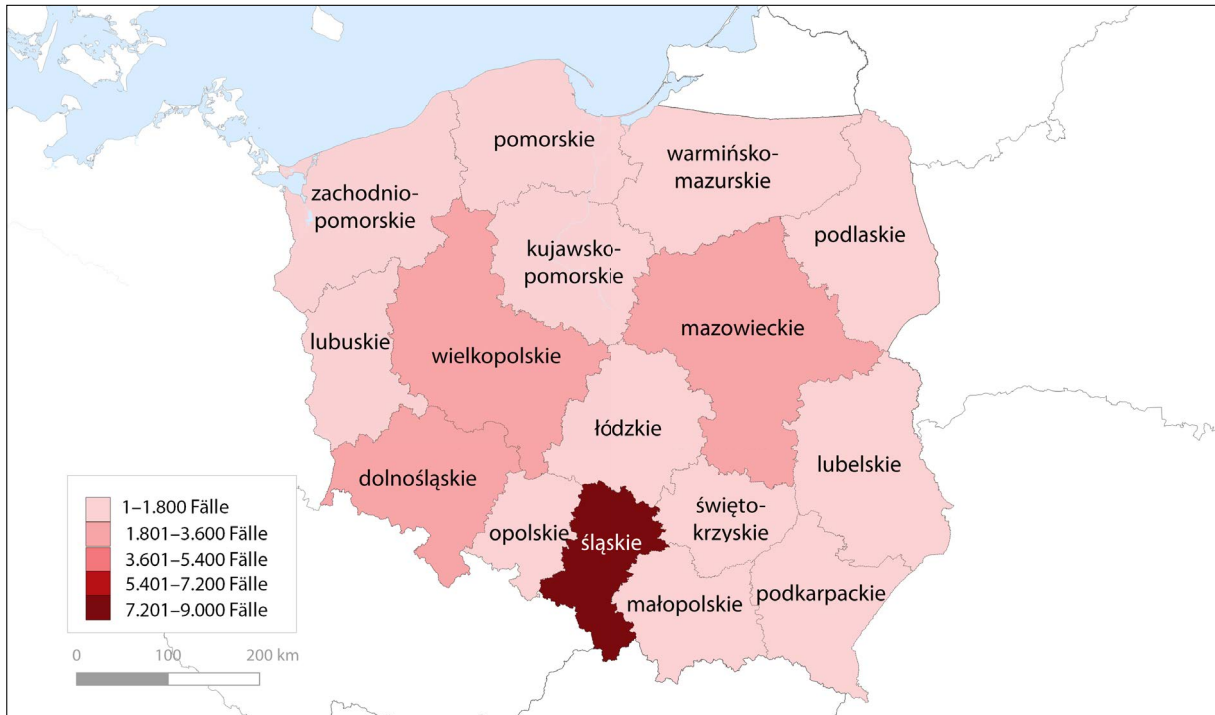 pomorskie
warmińsko-
mazurskie
zachodnio-
pomorskie
podlaskie
kujawsko-
pomorskie
mazowieckie
lubuskie
wielkopolskie
łódzkie
lubelskie
dolnośląskie
święto-
krzyskie
opolskie
śląskie
podkarpackie
małopolskie
1–1.800 Fälle
1.801–3.600 Fälle
3.601–5.400 Fälle
5.401–7.200 Fälle
7.201–9.000 Fälle
0 100 200 km